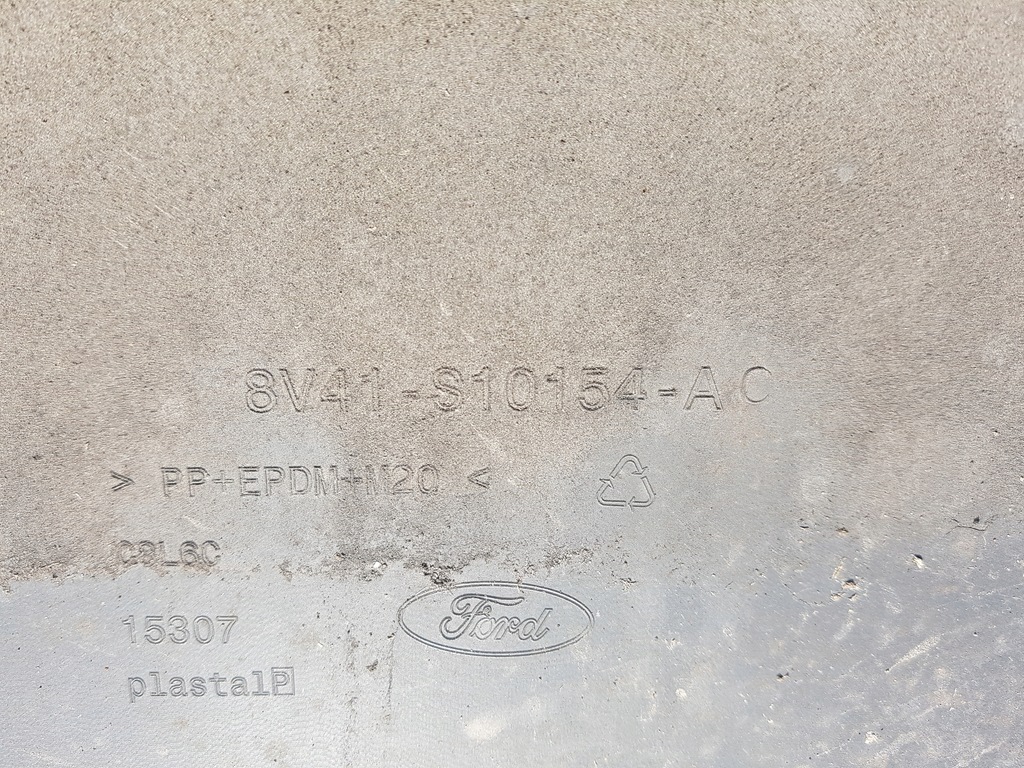 8V41-S10154-AC
> PP+EPDM+M20 <
C9L6C
15307
Ford
plastalP